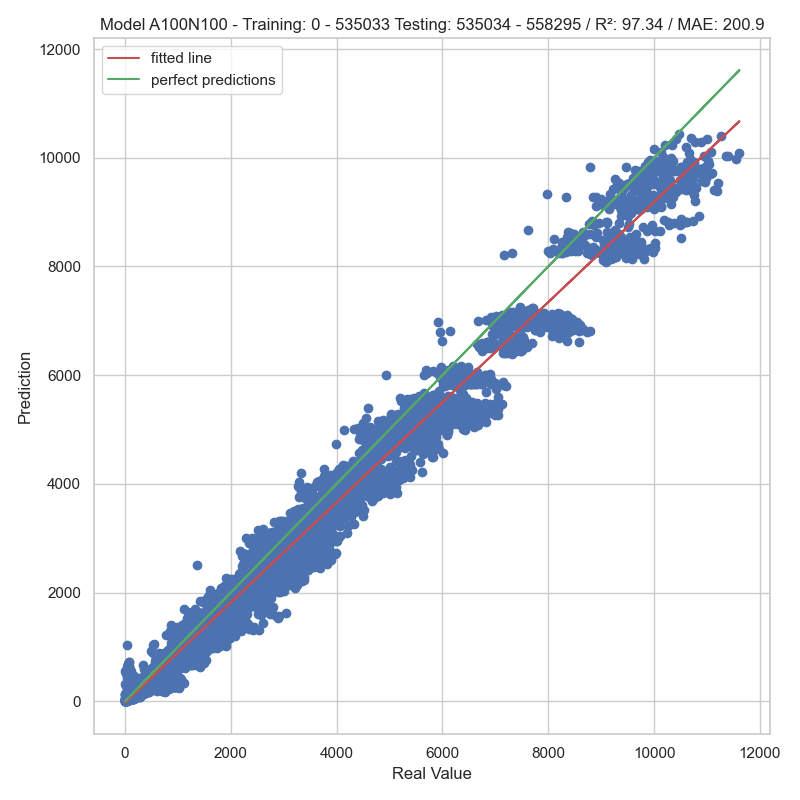 Model A100N100 - Training: 0 - 535033 Testing: 535034 - 558295 / R²: 97.34 / MAE: 200.9
fitted line
perfect predictions
12000
10000
8000
6000
4000
2000
0
Prediction
0 2000 4000 6000 8000 10000 12000
Real Value